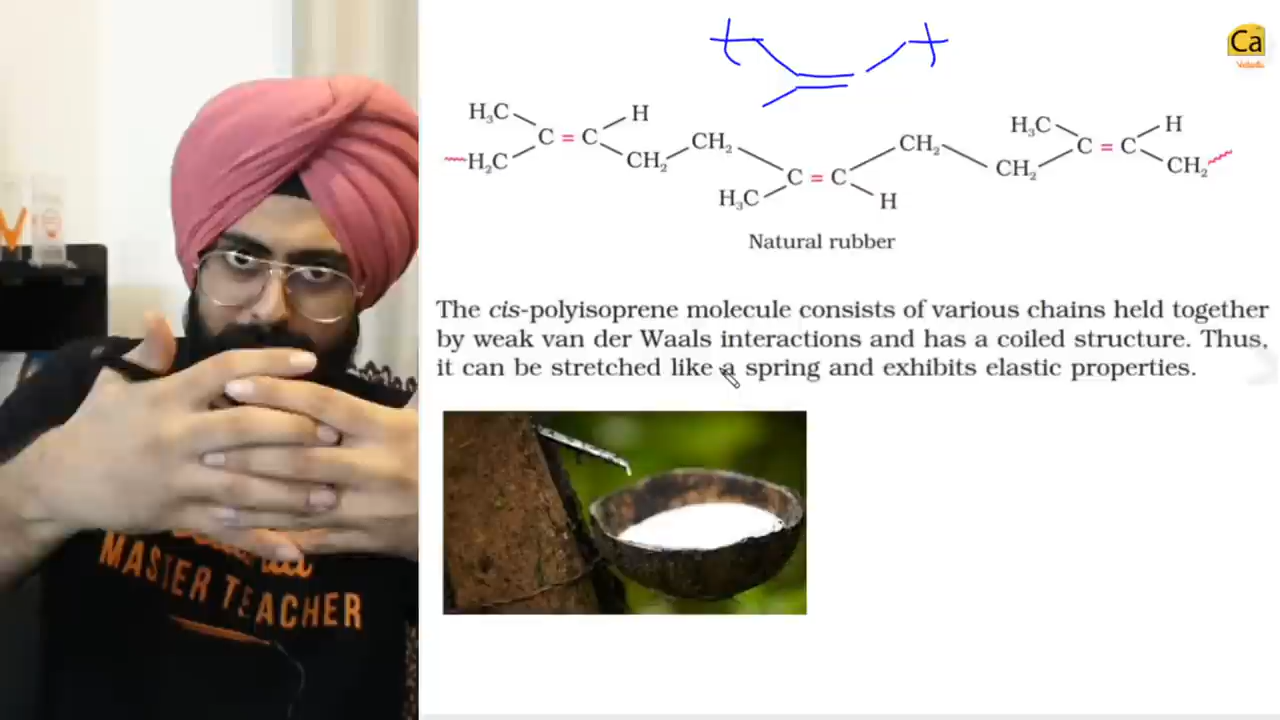 Ca
Vedantu
H₃C
H
C = C
CH₂
H₂C
CH₂
CH₂
H₃C
H
C = C
C = C
H₃C
H
CH₂
CH₂
Natural rubber
The cis-polyisoprene molecule consists of various chains held together
by weak van der Waals interactions and has a coiled structure. Thus,
it can be stretched like a spring and exhibits elastic properties.
MASTER TEACHER